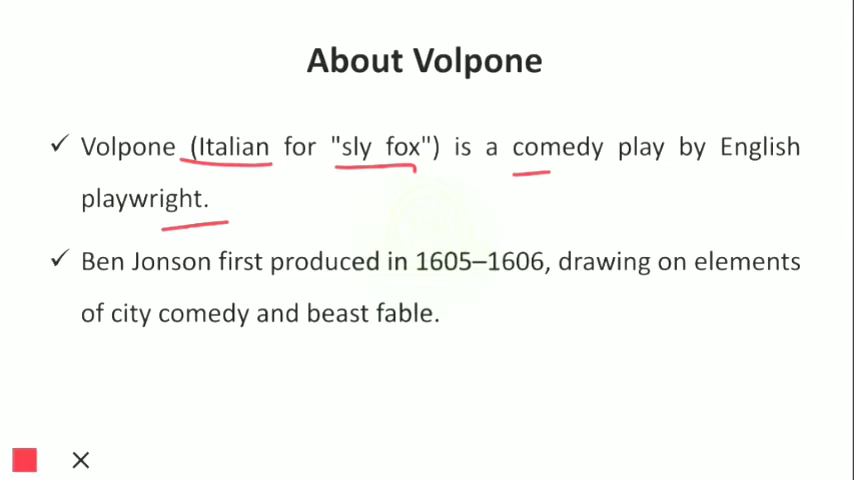 About Volpone
✓ Volpone (Italian for "sly fox") is a comedy play by English
playwright.
✓ Ben Jonson first produced in 1605–1606, drawing on elements
of city comedy and beast fable.